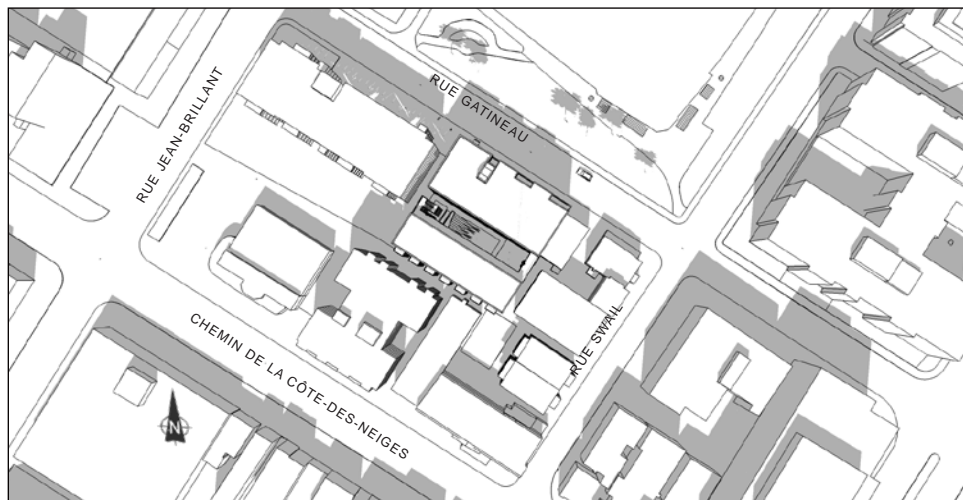 RUE GATINEAU
RUE JEAN-BRILLANT
RUE SWAIL
CHEMIN DE LA CÔTE-DES-NEIGES
N